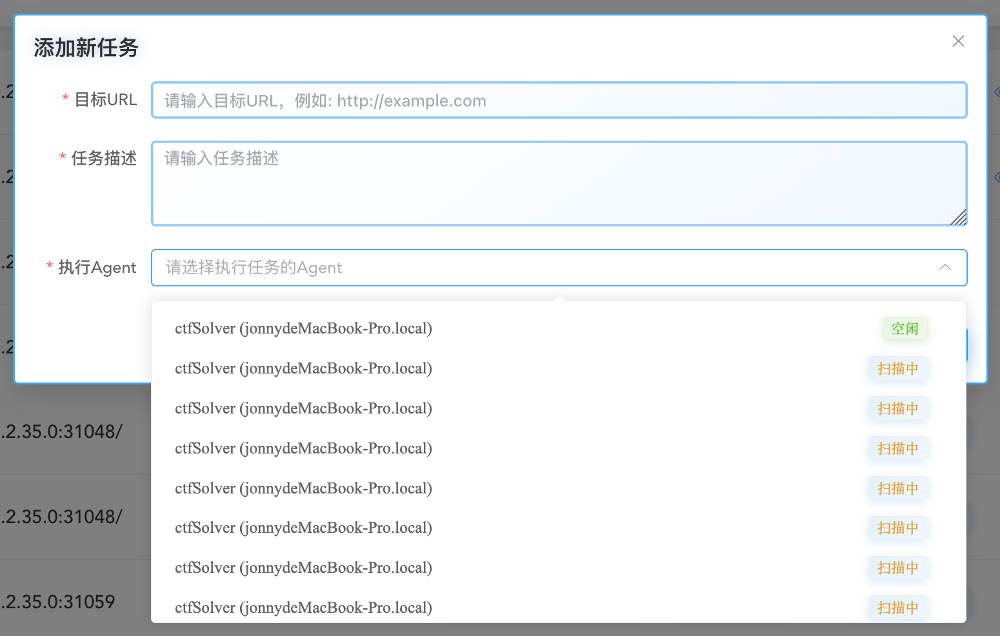 添加新任务
* 目标URL
请输入目标URL，例如: http://example.com
* 任务描述
请输入任务描述
* 执行Agent
请选择执行任务的Agent
ctfSolver (jonnydeMacBook-Pro.local) 空闲
ctfSolver (jonnydeMacBook-Pro.local) 扫描中
ctfSolver (jonnydeMacBook-Pro.local) 扫描中
ctfSolver (jonnydeMacBook-Pro.local) 扫描中
ctfSolver (jonnydeMacBook-Pro.local) 扫描中
ctfSolver (jonnydeMacBook-Pro.local) 扫描中
ctfSolver (jonnydeMacBook-Pro.local) 扫描中
ctfSolver (jonnydeMacBook-Pro.local) 扫描中
.2
.2
.2
.2
.2.35.0:31048/
.2.35.0:31048/
.2.35.0:31059